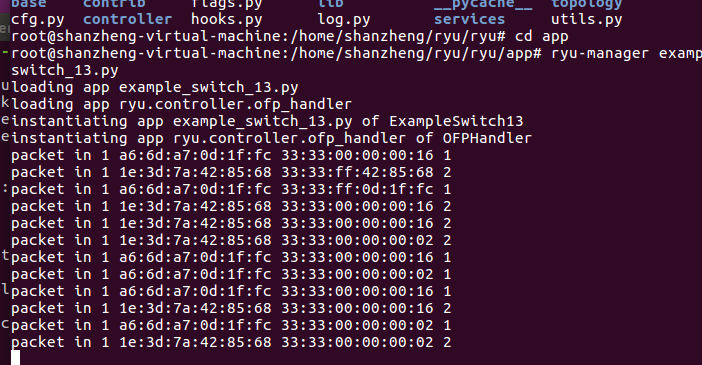 base contrib flags.py lib __pycache__ topology
cfg.py controller hooks.py log.py services utils.py
root@shanzheng-virtual-machine:/home/shanzheng/ryu/ryu# cd app
root@shanzheng-virtual-machine:/home/shanzheng/ryu/ryu/app# ryu-manager examp
switch_13.py
loading app example_switch_13.py
loading app ryu.controller.ofp_handler
instantiating app example_switch_13.py of ExampleSwitch13
instantiating app ryu.controller.ofp_handler of OFPHandler
packet in 1 a6:6d:a7:0d:1f:fc 33:33:00:00:00:16 1
packet in 1 1e:3d:7a:42:85:68 33:33:ff:42:85:68 2
packet in 1 a6:6d:a7:0d:1f:fc 33:33:ff:0d:1f:fc 1
packet in 1 1e:3d:7a:42:85:68 33:33:00:00:00:16 2
packet in 1 1e:3d:7a:42:85:68 33:33:00:00:00:16 2
packet in 1 1e:3d:7a:42:85:68 33:33:00:00:00:02 2
packet in 1 a6:6d:a7:0d:1f:fc 33:33:00:00:00:16 1
packet in 1 a6:6d:a7:0d:1f:fc 33:33:00:00:00:02 1
packet in 1 a6:6d:a7:0d:1f:fc 33:33:00:00:00:16 1
packet in 1 1e:3d:7a:42:85:68 33:33:00:00:00:16 2
packet in 1 a6:6d:a7:0d:1f:fc 33:33:00:00:00:02 1
packet in 1 1e:3d:7a:42:85:68 33:33:00:00:00:02 2